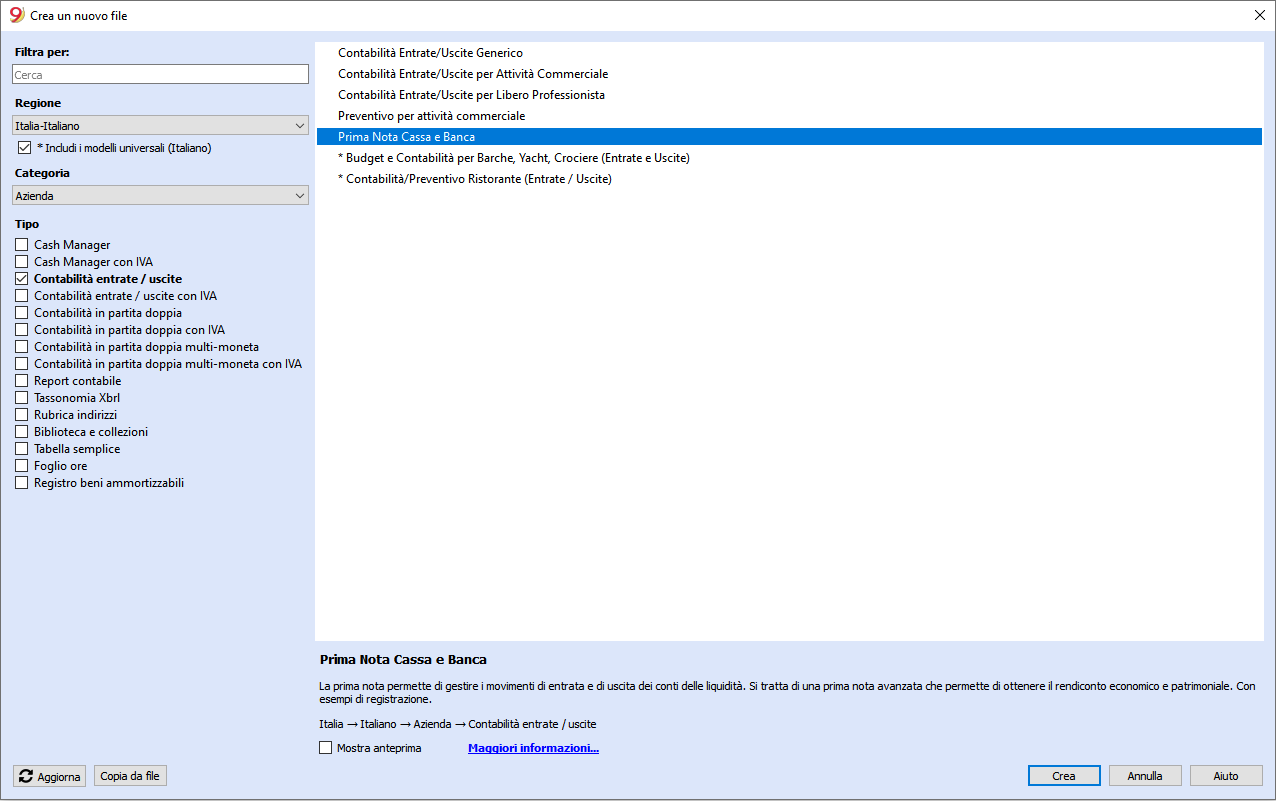 Crea un nuovo file
Filtra per:
Cerca
Regione
Italia-Italiano
* Includi i modelli universali (Italiano)
Categoria
Azienda
Tipo
Cash Manager
Cash Manager con IVA
Contabilità entrate / uscite
Contabilità entrate / uscite con IVA
Contabilità in partita doppia
Contabilità in partita doppia con IVA
Contabilità in partita doppia multi-moneta
Contabilità in partita doppia multi-moneta con IVA
Report contabile
Tassonomia Xbrl
Rubrica indirizzi
Biblioteca e collezioni
Tabella semplice
Foglio ore
Registro beni ammortizzabili
Contabilità Entrate/Uscite Generico
Contabilità Entrate/Uscite per Attività Commerciale
Contabilità Entrate/Uscite per Libero Professionista
Preventivo per attività commerciale
Prima Nota Cassa e Banca
* Budget e Contabilità per Barche, Yacht, Crociere (Entrate e Uscite)
* Contabilità/Preventivo Ristorante (Entrate / Uscite)
Prima Nota Cassa e Banca
La prima nota permette di gestire i movimenti di entrata e di uscita dei conti delle liquidità. Si tratta di una prima nota avanzata che permette di ottenere il rendiconto economico e patrimoniale. Con
esempi di registrazione.
Italia → Italiano → Azienda → Contabilità entrate / uscite
Mostra anteprima
Maggiori informazioni...
Aggiorna
Copia da file
Crea
Annulla
Aiuto